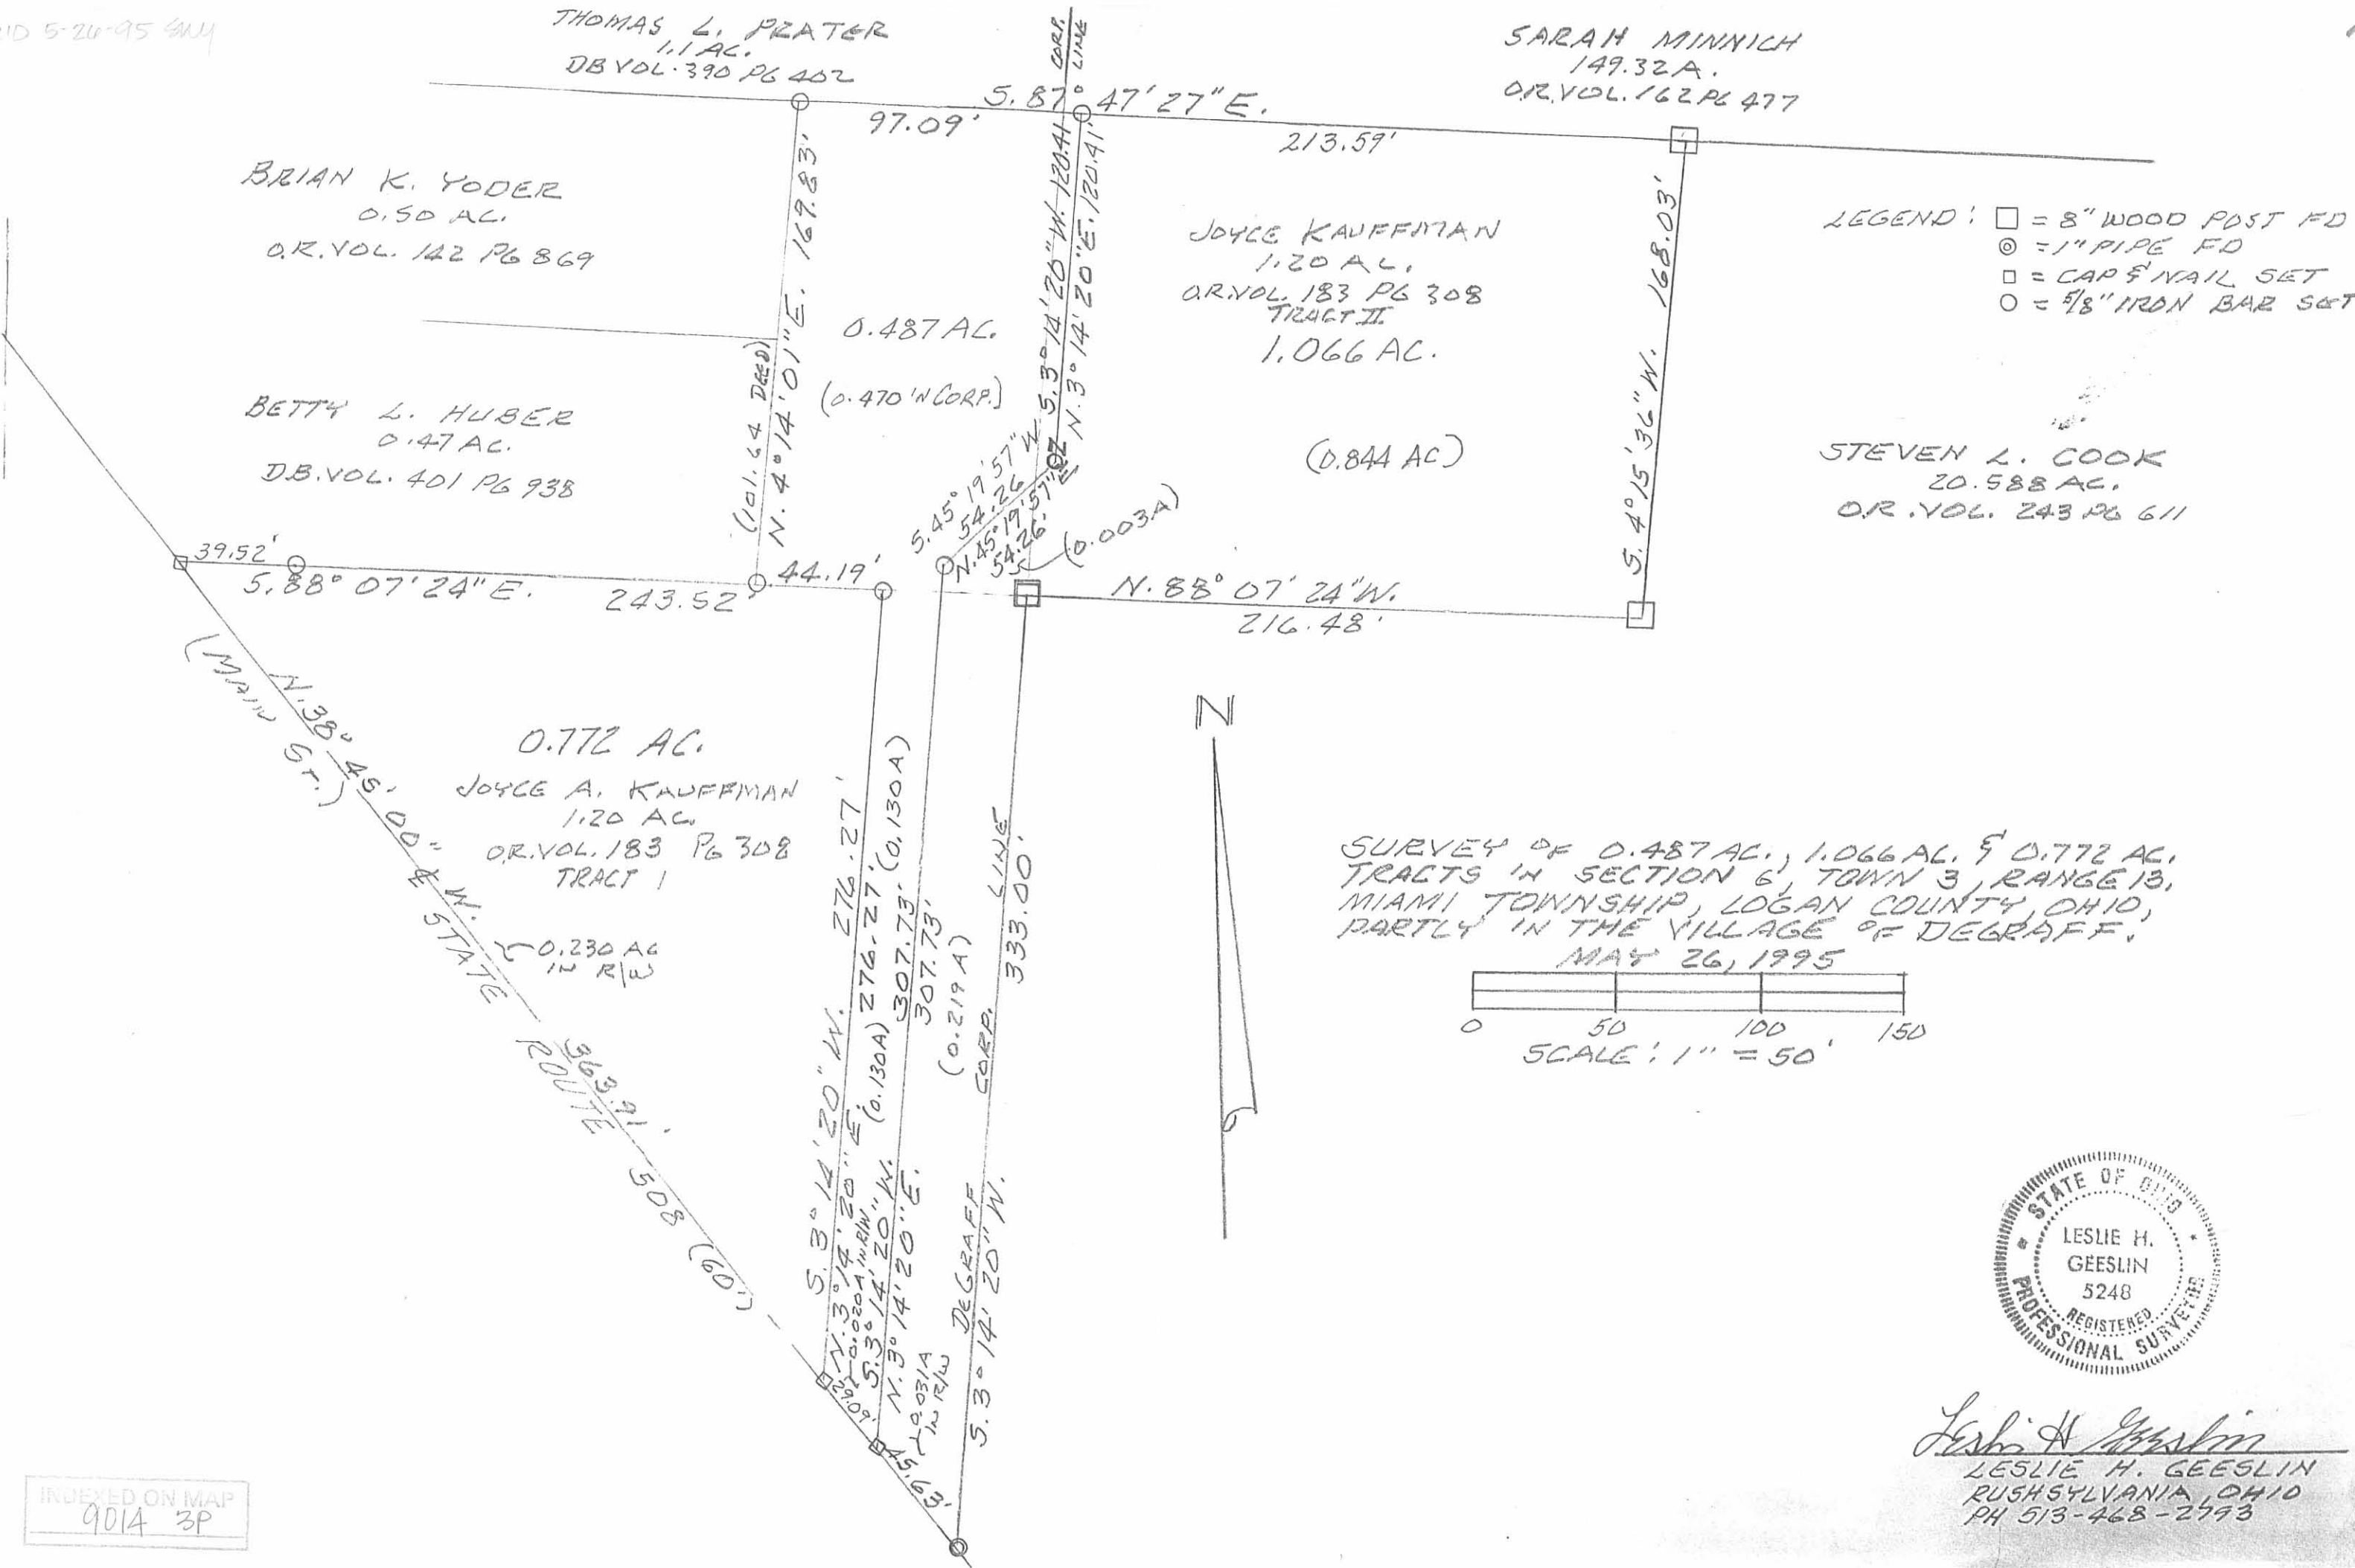 5-26-95
THOMAS L. PRATER
1.1 AC.
DB VOL. 390 PG 402
CORP.
LINE
SARAH MINNICH
149.32 A.
O.R. VOL. 162 PG 477
S. 87° 47' 27" E.
97.09'
213.59'
BRIAN K. YODER
0.50 AC.
O.R. VOL. 142 PG 869
N. 4° 14' 01" E. 169.83'
(101.64 DEED)
S. 3° 14' 20" W. 120.41
N. 3° 14' 20" E. 120.41'
JOYCE KAUFFMAN
1.20 AC.
O.R. VOL. 183 PG 308
TRACT II
1.066 AC.
(0.844 AC)
S. 4° 15' 36" W. 168.03'
LEGEND: □ = 8" WOOD POST FD
◎ = 1" PIPE FD
□ = CAP & NAIL SET
○ = 5/8" IRON BAR SET
0.487 AC.
(0.470 IN CORP.)
BETTY L. HUBER
0.47 AC.
D.B. VOL. 401 PG 938
STEVEN L. COOK
20.588 AC.
O.R. VOL. 243 PG 611
S. 45° 19' 57" W.
54.26
N. 45° 19' 57" E.
54.26'
(0.003A)
39.52'
S. 88° 07' 24" E.
243.52'
44.19'
N. 88° 07' 24" W.
216.48'
(MAIN ST.)
N. 38° 45' 00" W.
363.91'
STATE ROUTE 508 (60')
0.772 AC.
JOYCE A. KAUFFMAN
1.20 AC.
O.R. VOL. 183 PG 308
TRACT 1
0.230 AC
IN R/W
S. 3° 14' 20" W. 276.27'
N. 3° 14' 20" E. (0.130A) 276.27'
0.020A IN R/W
S. 3° 14' 20" W. 307.73' (0.130A)
N. 3° 14' 20" E. 307.73'
(0.219A)
0.031A
IN R/W
DEGRAFF CORP. LINE
S. 3° 14' 20" W. 333.00'
29.09'
45.63'
N
SURVEY OF 0.487 AC., 1.066 AC. & 0.772 AC.
TRACTS IN SECTION 6, TOWN 3, RANGE 13,
MIAMI TOWNSHIP, LOGAN COUNTY, OHIO,
PARTLY IN THE VILLAGE OF DEGRAFF.
MAY 26, 1995
0 50 100 150
SCALE: 1" = 50'
STATE OF OHIO
LESLIE H.
GEESLIN
5248
REGISTERED
PROFESSIONAL SURVEYOR
Leslie H Geeslin
LESLIE H. GEESLIN
RUSHSYLVANIA, OHIO
PH 513-468-2793
INDEXED ON MAP
9014 3P